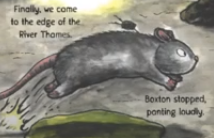 Finally, we came
to the edge of the
River Thames.
Boxton stopped,
panting loudly.